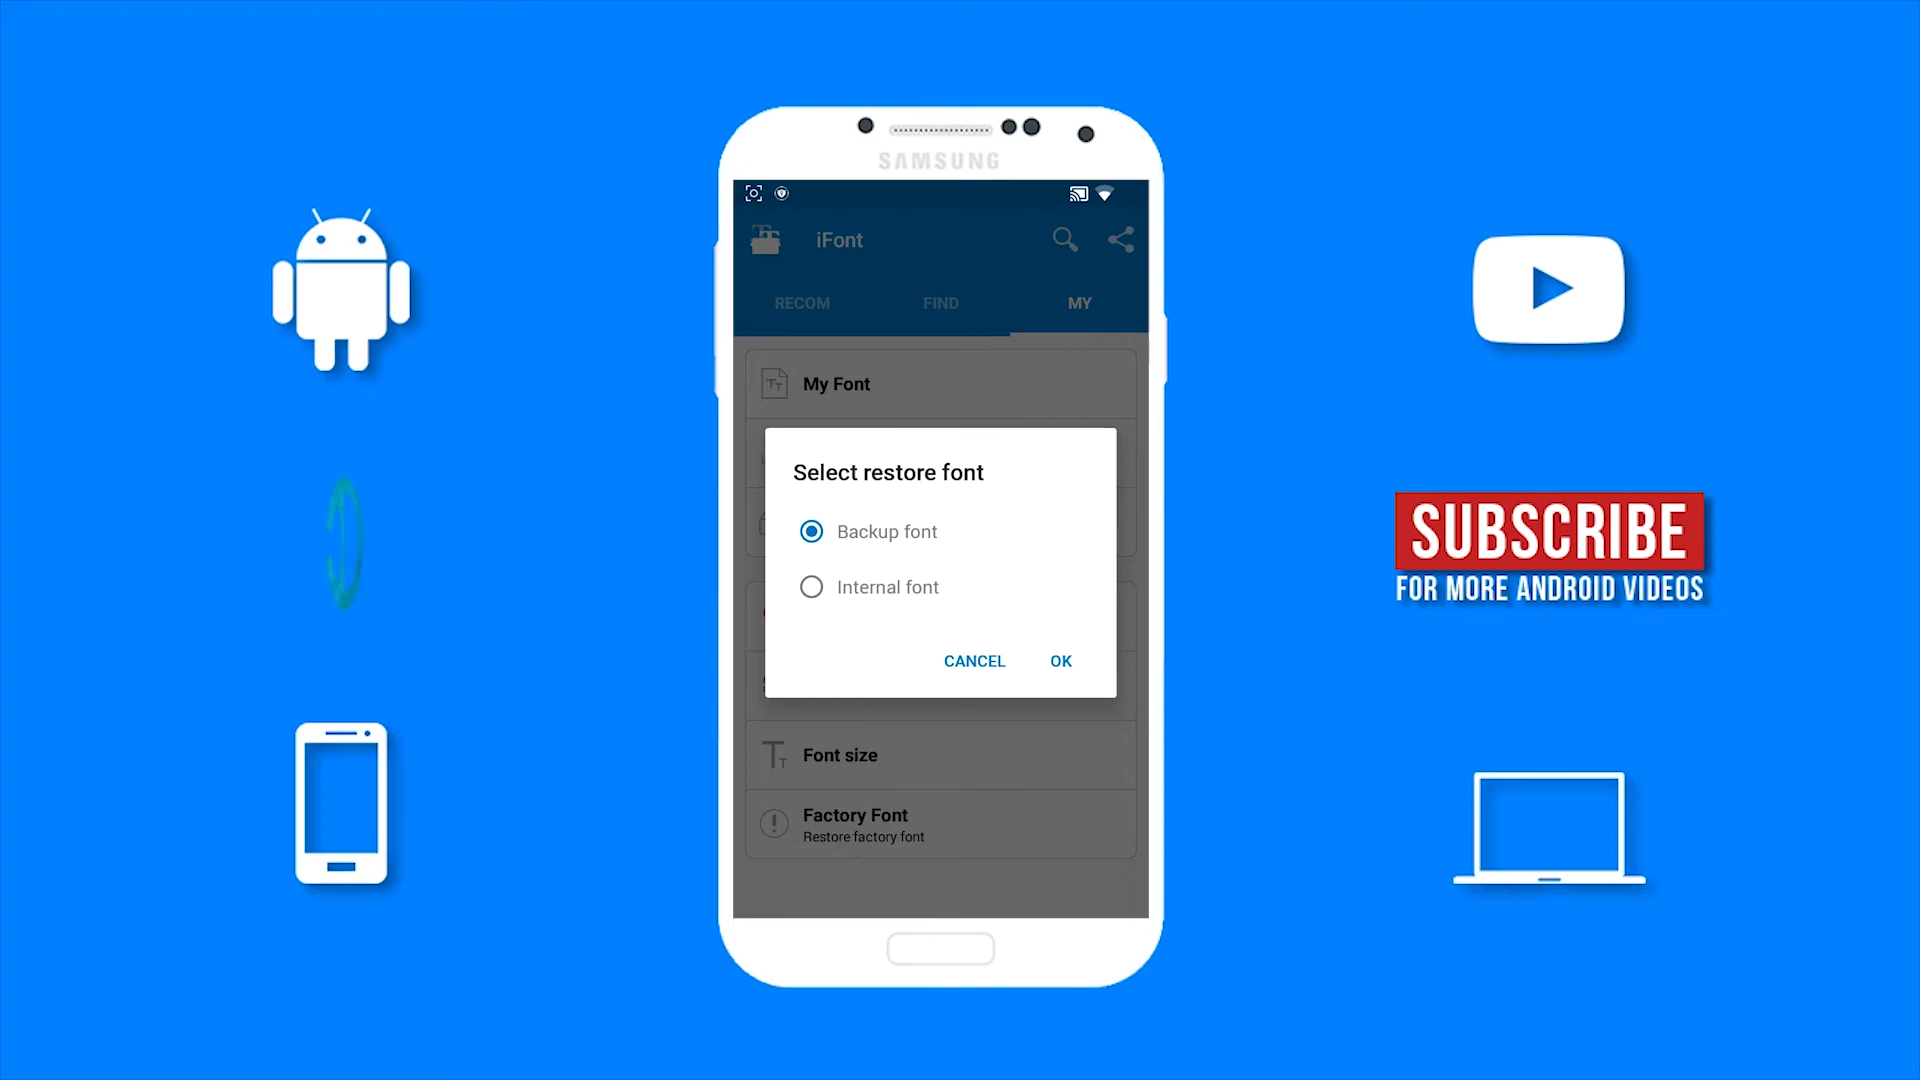 SAMSUNG
iFont
RECOM
FIND
MY
My Font
Select restore font
Backup font
Internal font
CANCEL
OK
Font size
Factory Font
Restore factory font
SUBSCRIBE
FOR MORE ANDROID VIDEOS